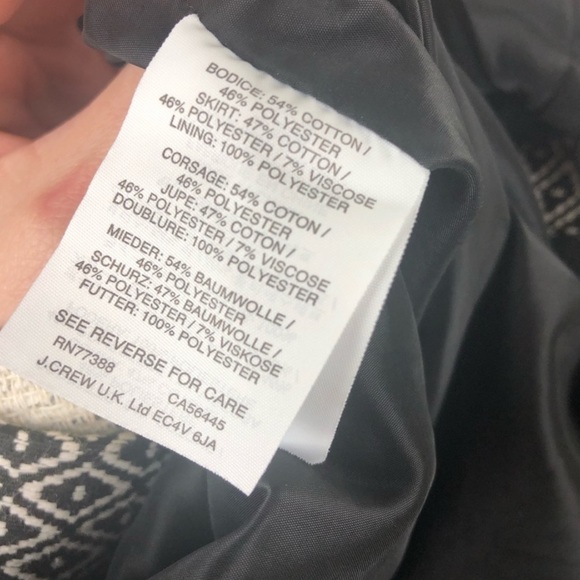 BODICE: 54% COTTON /
46% POLYESTER
SKIRT: 47% COTTON /
46% POLYESTER / 7% VISCOSE
LINING: 100% POLYESTER
CORSAGE: 54% COTON /
46% POLYESTER
JUPE: 47% COTON /
46% POLYESTER / 7% VISCOSE
DOUBLURE: 100% POLYESTER
MIEDER: 54% BAUMWOLLE /
46% POLYESTER
SCHURZ: 47% BAUMWOLLE /
46% POLYESTER / 7% VISKOSE
FUTTER: 100% POLYESTER
SEE REVERSE FOR CARE
RN77388 CA56445
J.CREW U.K. Ltd EC4V 6JA